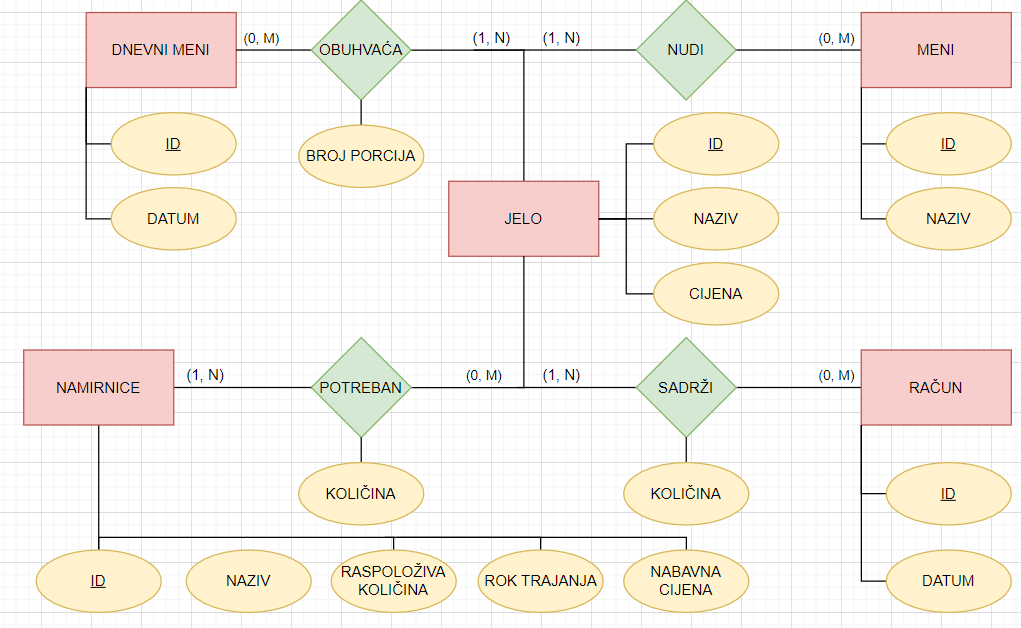 DNEVNI MENI
(0, M)
OBUHVAĆA
(1, N)
(1, N)
NUDI
(0, M)
MENI
ID
DATUM
BROJ PORCIJA
JELO
ID
NAZIV
CIJENA
ID
NAZIV
NAMIRNICE
(1, N)
POTREBAN
(0, M)
(1, N)
SADRŽI
(0, M)
RAČUN
KOLIČINA
KOLIČINA
ID
DATUM
ID
NAZIV
RASPOLOŽIVA
KOLIČINA
ROK TRAJANJA
NABAVNA
CIJENA